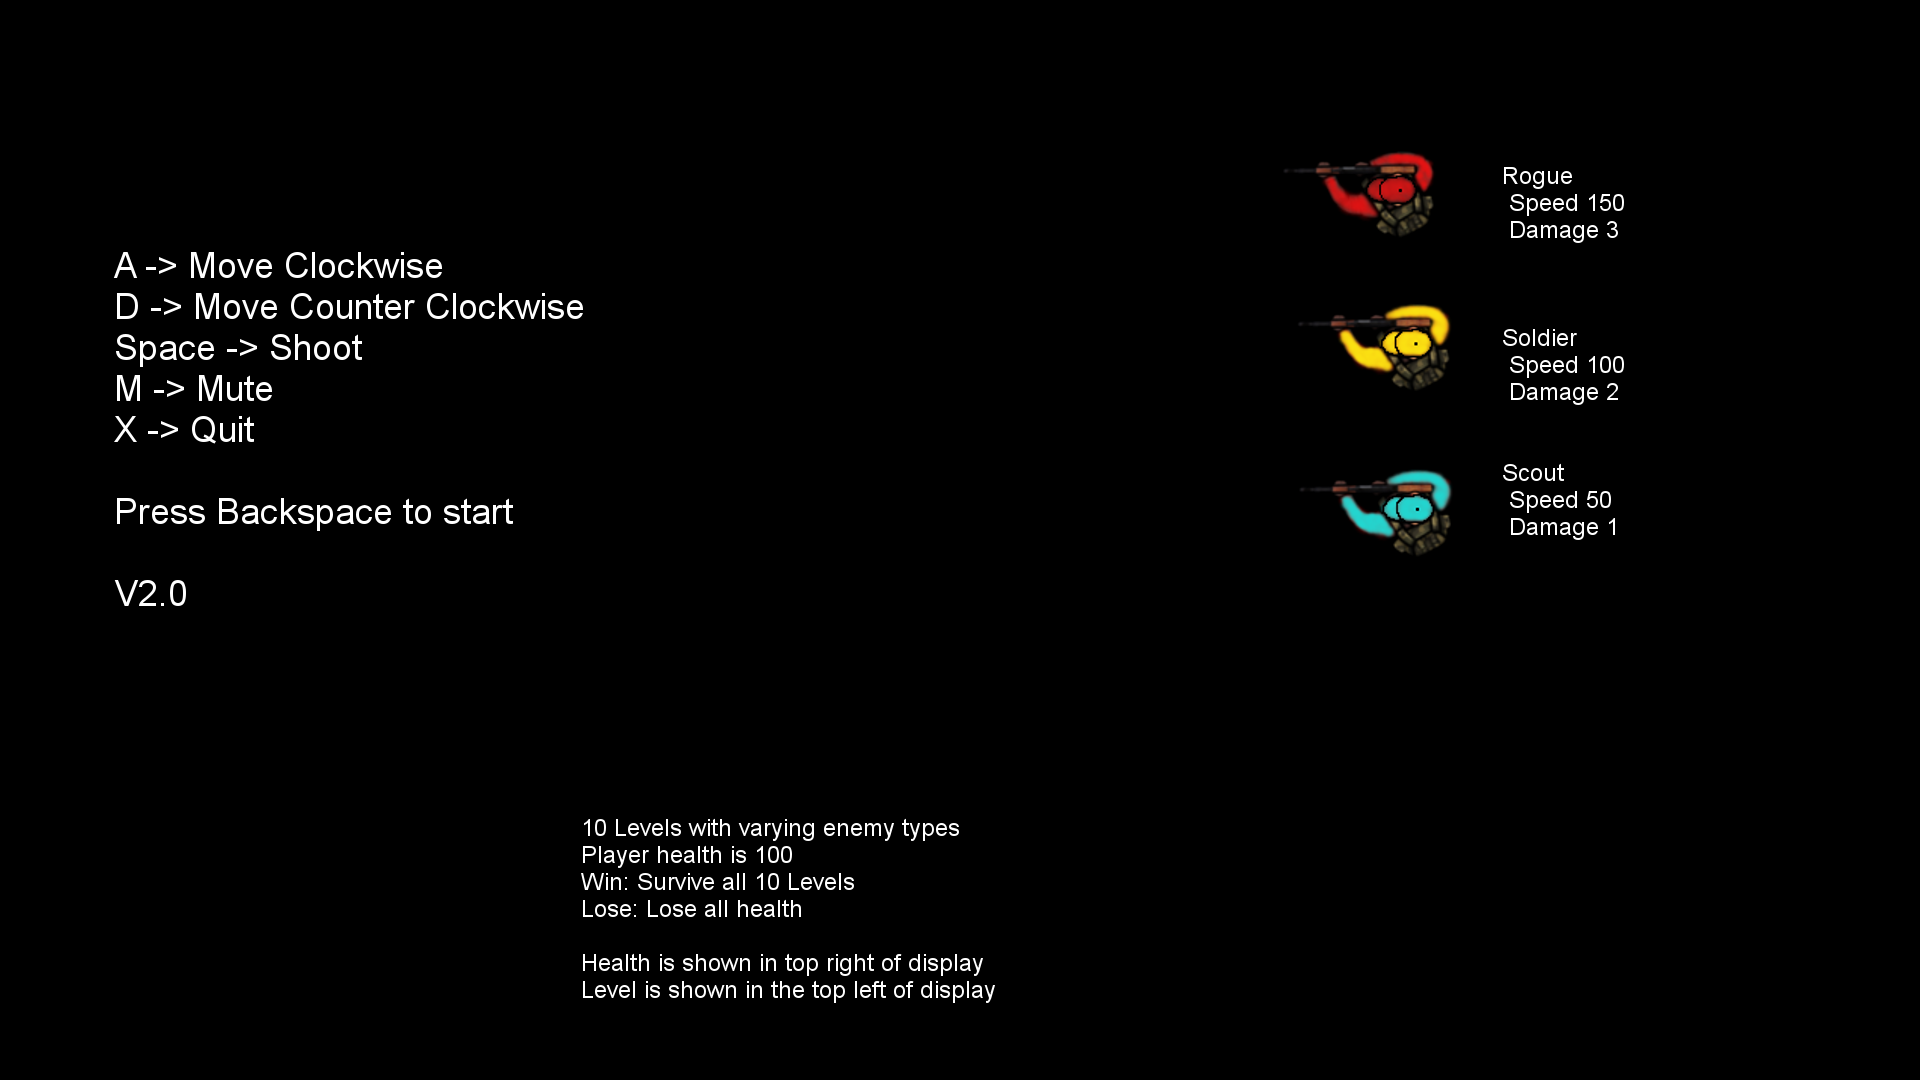 A -> Move Clockwise
D -> Move Counter Clockwise
Space -> Shoot
M -> Mute
X -> Quit
Press Backspace to start
V2.0
Rogue
Speed 150
Damage 3
Soldier
Speed 100
Damage 2
Scout
Speed 50
Damage 1
10 Levels with varying enemy types
Player health is 100
Win: Survive all 10 Levels
Lose: Lose all health
Health is shown in top right of display
Level is shown in the top left of display